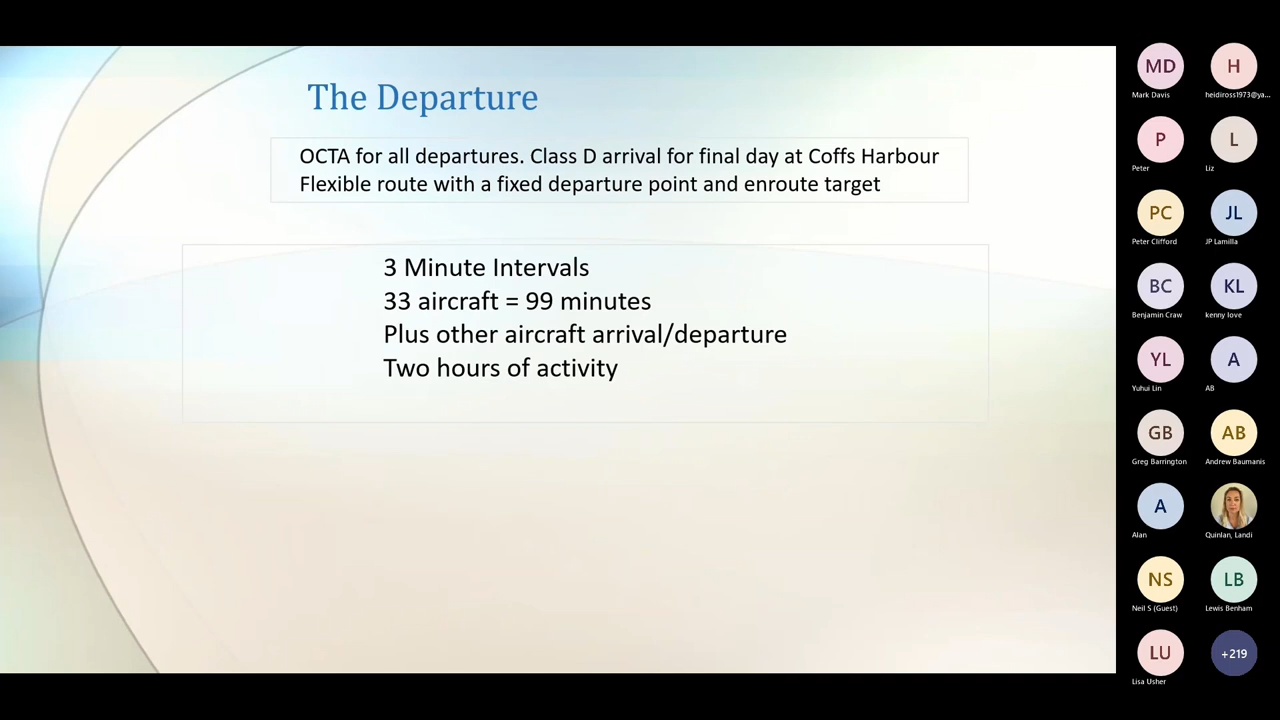 The Departure
OCTA for all departures. Class D arrival for final day at Coffs Harbour
Flexible route with a fixed departure point and enroute target
3 Minute Intervals
33 aircraft = 99 minutes
Plus other aircraft arrival/departure
Two hours of activity
MD
Mark Davis
H
heidiross1973@ya...
P
Peter
L
Liz
PC
Peter Clifford
JL
JP Lamilla
BC
Benjamin Craw
KL
kenny love
YL
Yuhui Lin
A
AB
GB
Greg Barrington
AB
Andrew Baumanis
A
Alan
Quinlan, Landi
NS
Neil S (Guest)
LB
Lewis Benham
LU
Lisa Usher
+219